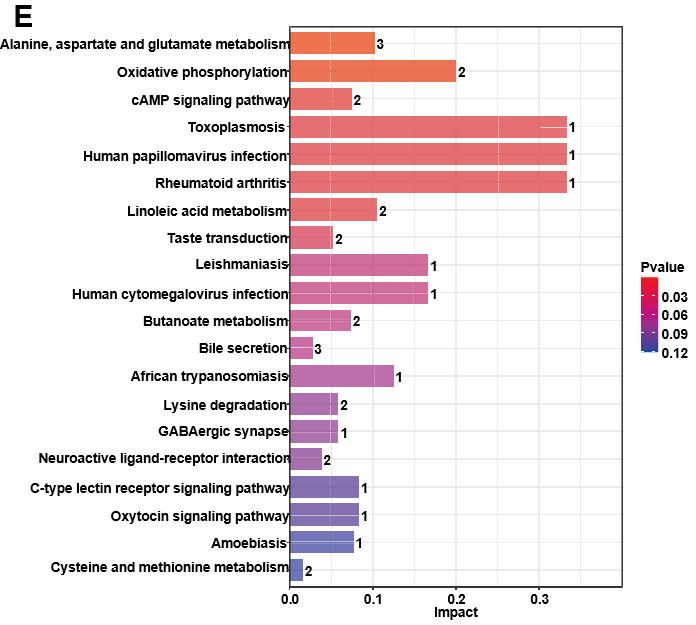 E
Alanine, aspartate and glutamate metabolism 3
Oxidative phosphorylation 2
cAMP signaling pathway 2
Toxoplasmosis 1
Human papillomavirus infection 1
Rheumatoid arthritis 1
Linoleic acid metabolism 2
Taste transduction 2
Leishmaniasis 1
Human cytomegalovirus infection 1
Butanoate metabolism 2
Bile secretion 3
African trypanosomiasis 1
Lysine degradation 2
GABAergic synapse 1
Neuroactive ligand-receptor interaction 2
C-type lectin receptor signaling pathway 1
Oxytocin signaling pathway 1
Amoebiasis 1
Cysteine and methionine metabolism 2
0.0 0.1 0.2 0.3
Impact
Pvalue
0.03
0.06
0.09
0.12